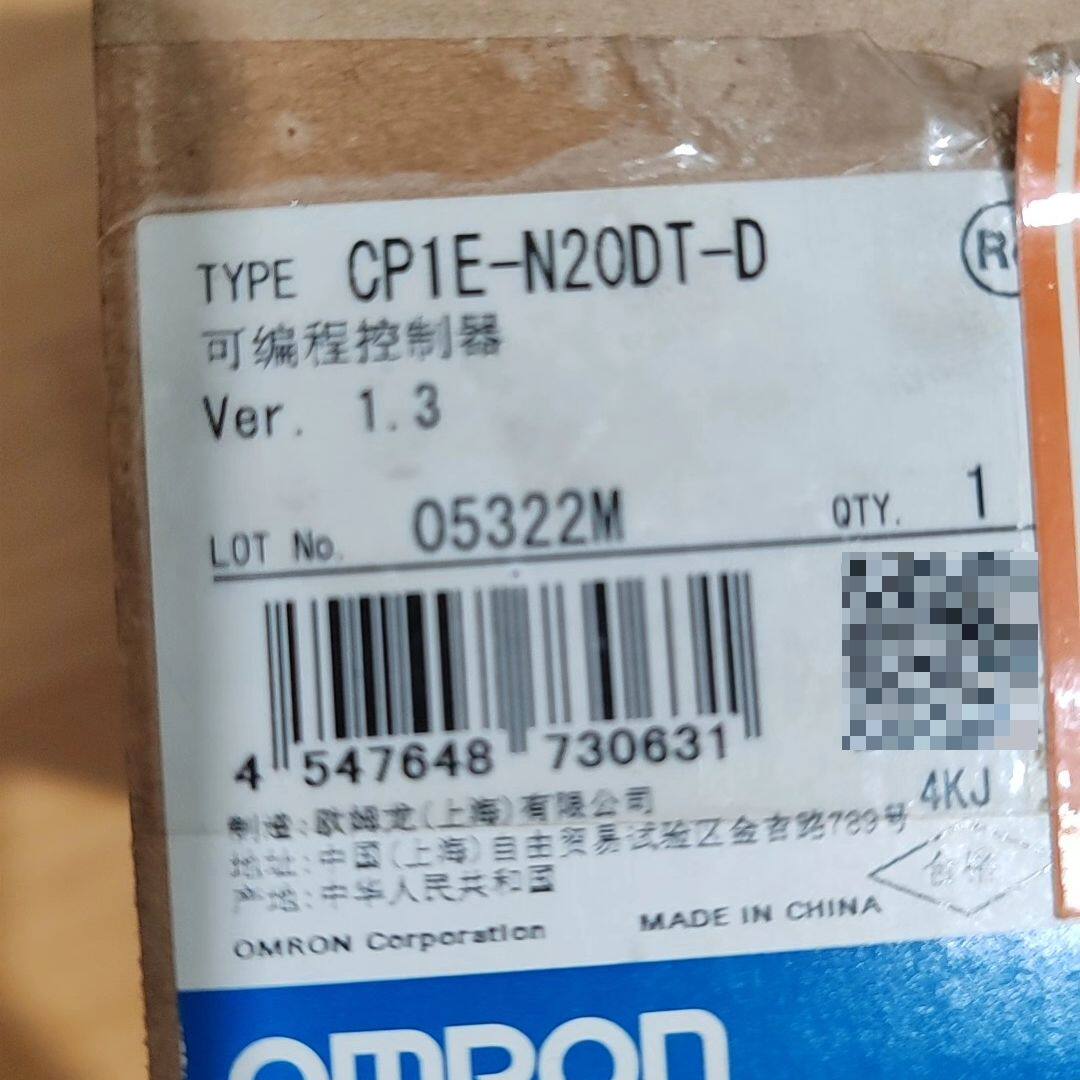 TYPE CP1E-N20DT-D
R
可编程控制器
Ver. 1.3
LOT No. 05322M QTY. 1
4 547648 730631
4KJ
制造:欧姆龙(上海)有限公司
地址:中国(上海)自由贸易试验区金吉路789号
产地:中华人民共和国
合格
OMRON Corporation MADE IN CHINA
OMRON